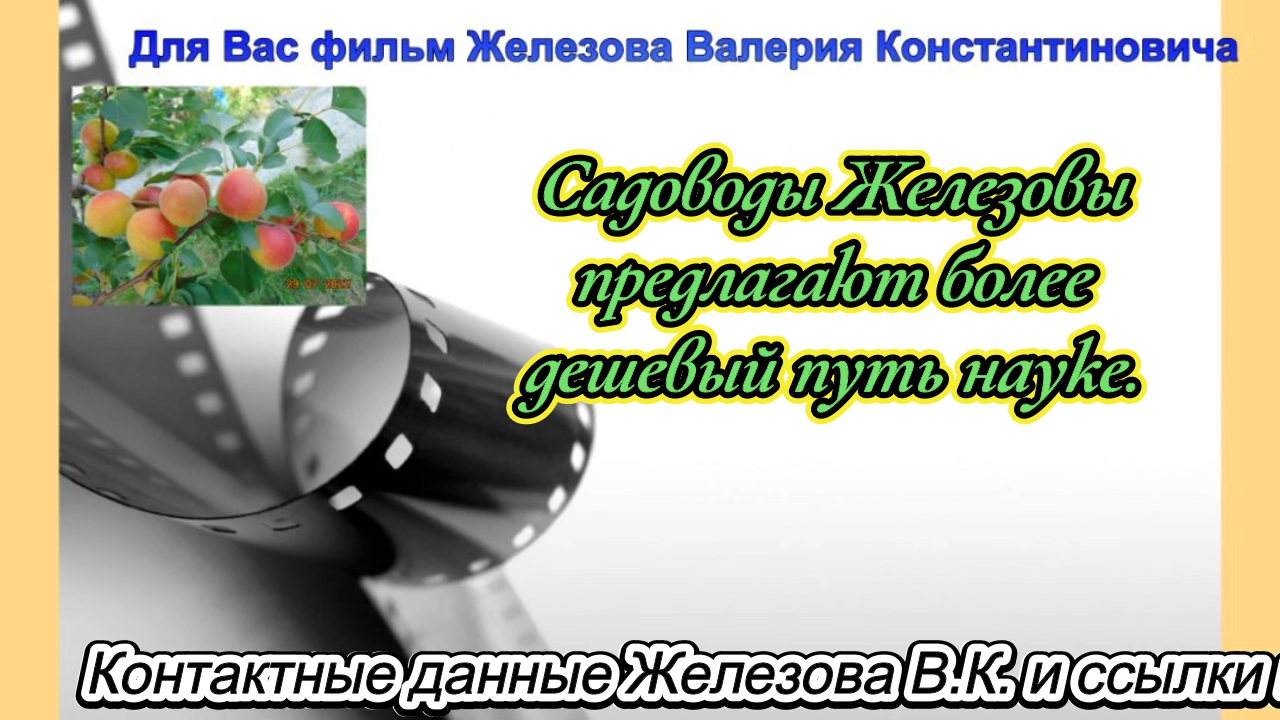 Для Вас фильм Железова Валерия Константиновича
Садоводы Железовы
предлагают более
дешевый путь науке.
Контактные данные Железова В.К. и ссылки